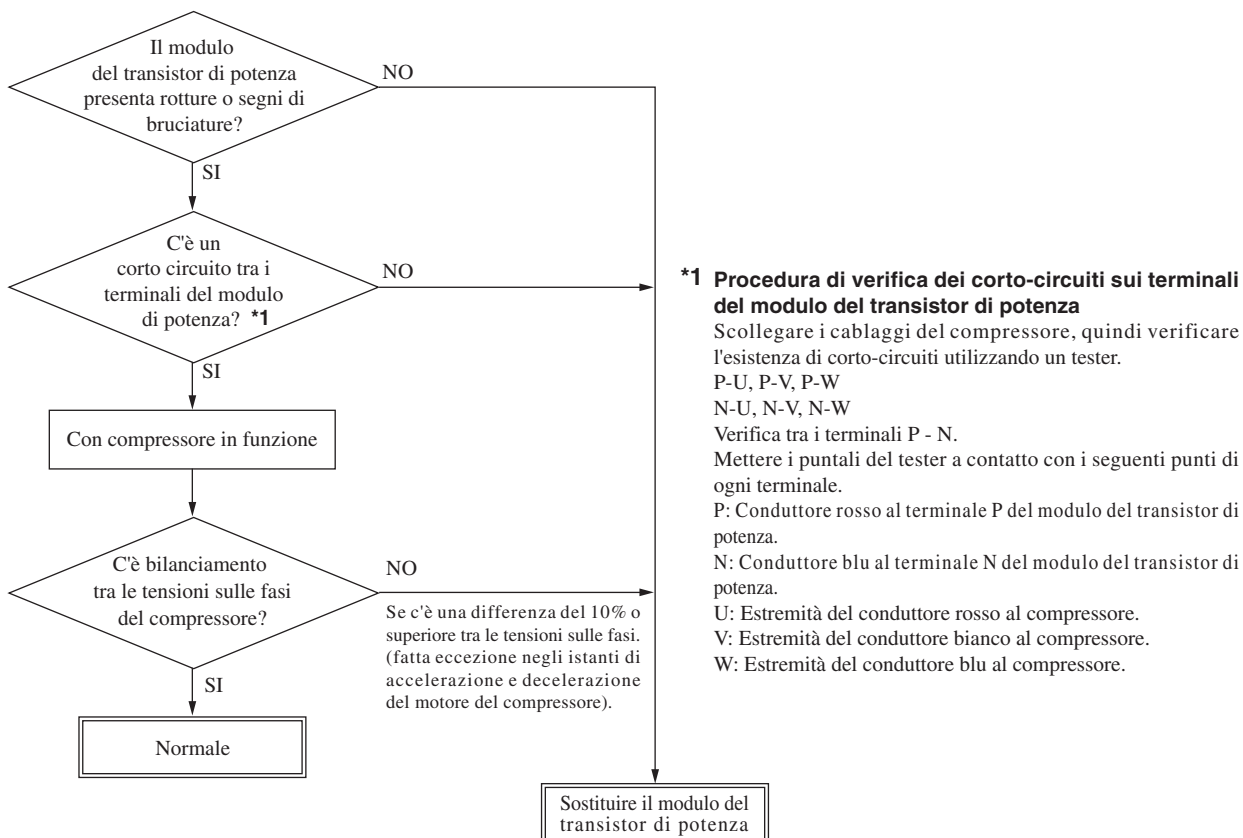 Il modulo
del transistor di potenza
presenta rotture o segni di
bruciature?
NO
SI
C'è un
corto circuito tra i
terminali del modulo
di potenza? *1
NO
SI
Con compressore in funzione
C'è bilanciamento
tra le tensioni sulle fasi
del compressore?
NO
Se c'è una differenza del 10% o
superiore tra le tensioni sulle fasi.
(fatta eccezione negli istanti di
accelerazione e decelerazione
del motore del compressore).
SI
Normale
Sostituire il modulo del
transistor di potenza
*1 Procedura di verifica dei corto-circuiti sui terminali
del modulo del transistor di potenza
Scollegare i cablaggi del compressore, quindi verificare
l'esistenza di corto-circuiti utilizzando un tester.
P-U, P-V, P-W
N-U, N-V, N-W
Verifica tra i terminali P - N.
Mettere i puntali del tester a contatto con i seguenti punti di
ogni terminale.
P: Conduttore rosso al terminale P del modulo del transistor di
potenza.
N: Conduttore blu al terminale N del modulo del transistor di
potenza.
U: Estremità del conduttore rosso al compressore.
V: Estremità del conduttore bianco al compressore.
W: Estremità del conduttore blu al compressore.